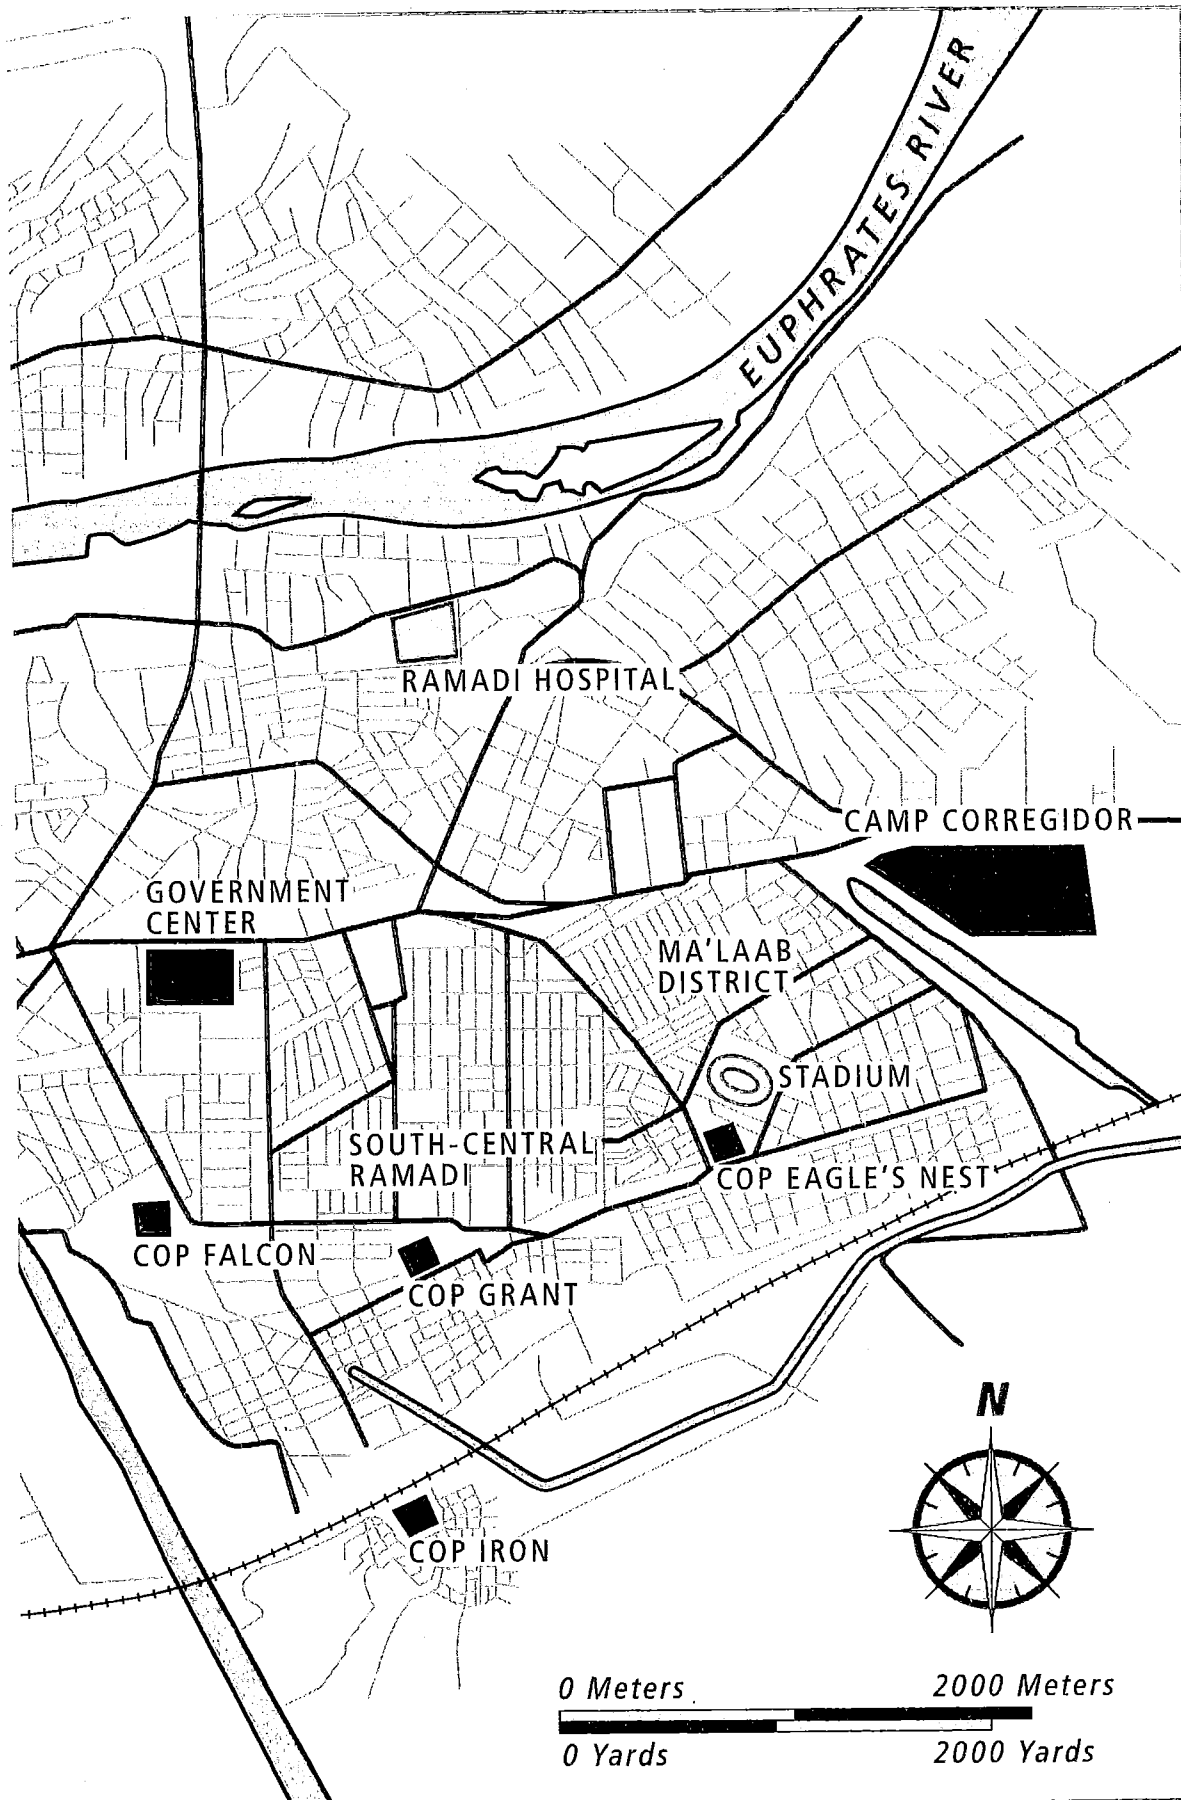 EUPHRATES RIVER
RAMADI HOSPITAL
CAMP CORREGIDOR
GOVERNMENT
CENTER
MA'LAAB
DISTRICT
STADIUM
SOUTH-CENTRAL
RAMADI
COP EAGLE'S NEST
COP FALCON
COP GRANT
N
COP IRON
0 Meters 2000 Meters
0 Yards 2000 Yards